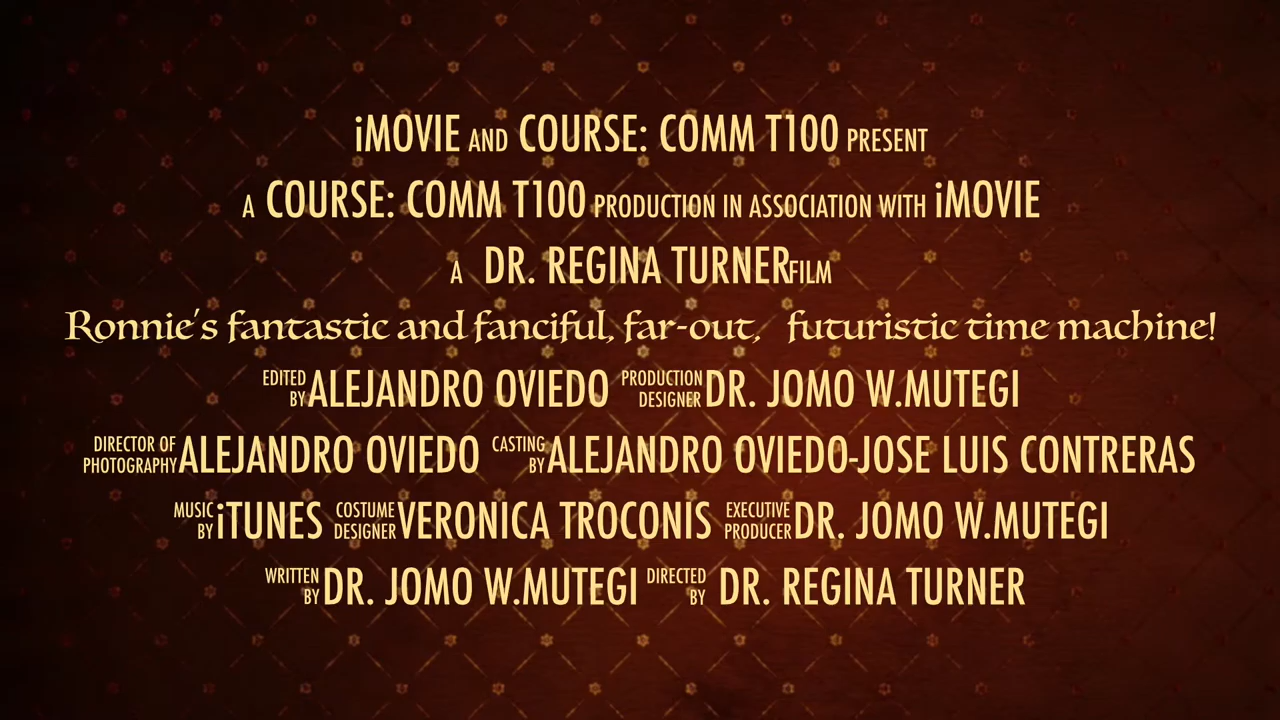 iMOVIE AND COURSE: COMM T100 PRESENT
A COURSE: COMM T100 PRODUCTION IN ASSOCIATION WITH iMOVIE
A DR. REGINA TURNER FILM
Ronnie's fantastic and fanciful, far-out, futuristic time machine!
EDITED BY ALEJANDRO OVIEDO PRODUCTION DESIGNER DR. JOMO W.MUTEGI
DIRECTOR OF PHOTOGRAPHY ALEJANDRO OVIEDO CASTING BY ALEJANDRO OVIEDO-JOSE LUIS CONTRERAS
MUSIC BY iTUNES COSTUME DESIGNER VERONICA TROCONIS EXECUTIVE PRODUCER DR. JOMO W.MUTEGI
WRITTEN BY DR. JOMO W.MUTEGI DIRECTED BY DR. REGINA TURNER